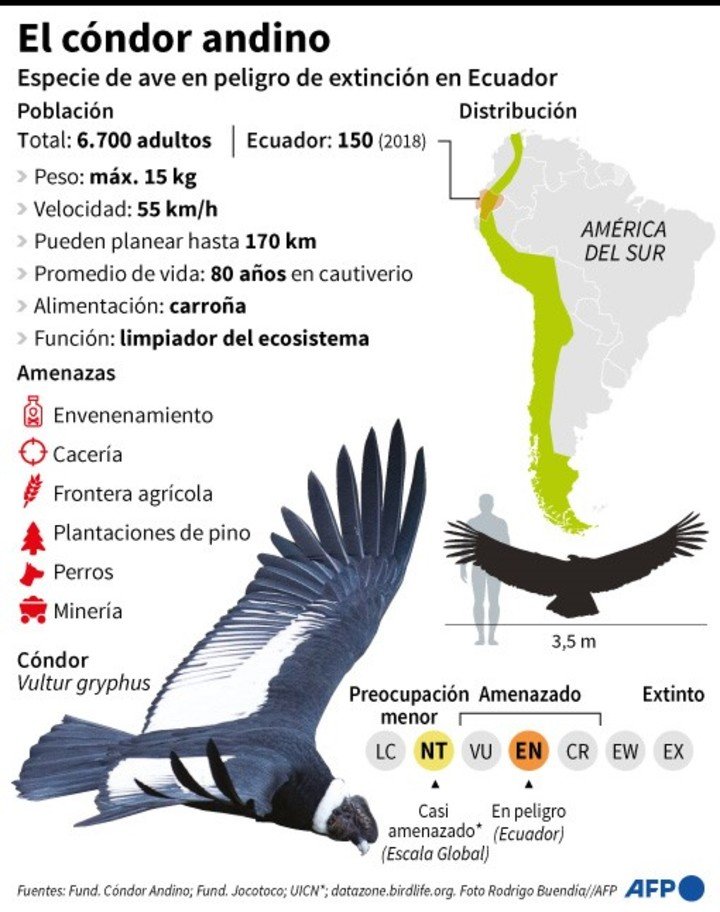 El cóndor andino
Especie de ave en peligro de extinción en Ecuador
Población
Total: 6.700 adultos
Ecuador: 150 (2018)
Peso: máx. 15 kg
Velocidad: 55 km/h
Pueden planear hasta 170 km
Promedio de vida: 80 años en cautiverio
Alimentación: carroña
Función: limpiador del ecosistema
Distribución
AMÉRICA
DEL SUR
Amenazas
Envenenamiento
Cacería
Frontera agrícola
Plantaciones de pino
Perros
Minería
3,5 m
Cóndor
Vultur gryphus
Preocupación
menor
Amenazado
Extinto
LC NT VU EN CR EW EX
Casi
amenazado*
(Escala Global)
En peligro
(Ecuador)
Fuentes: Fund. Cóndor Andino; Fund. Jocotoco; UICN*; datazone.birdlife.org. Foto Rodrigo Buendía//AFP
AFP